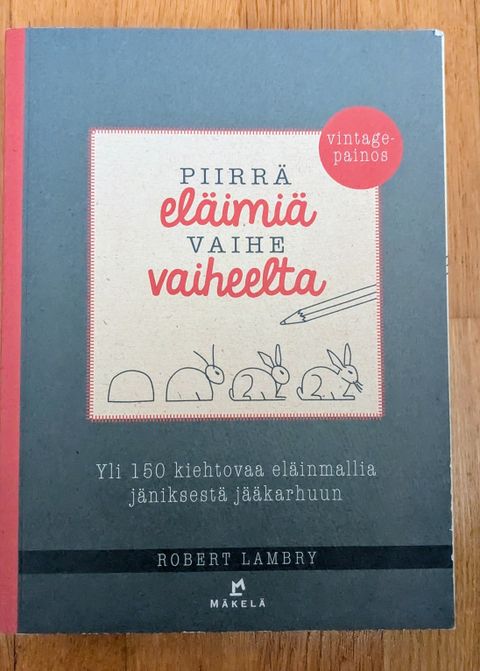 vintage-
painos
PIIRRÄ
eläimiä
VAIHE
vaiheelta
Yli 150 kiehtovaa eläinmallia
jäniksestä jääkarhuun
ROBERT LAMBRY
MÄKELÄ